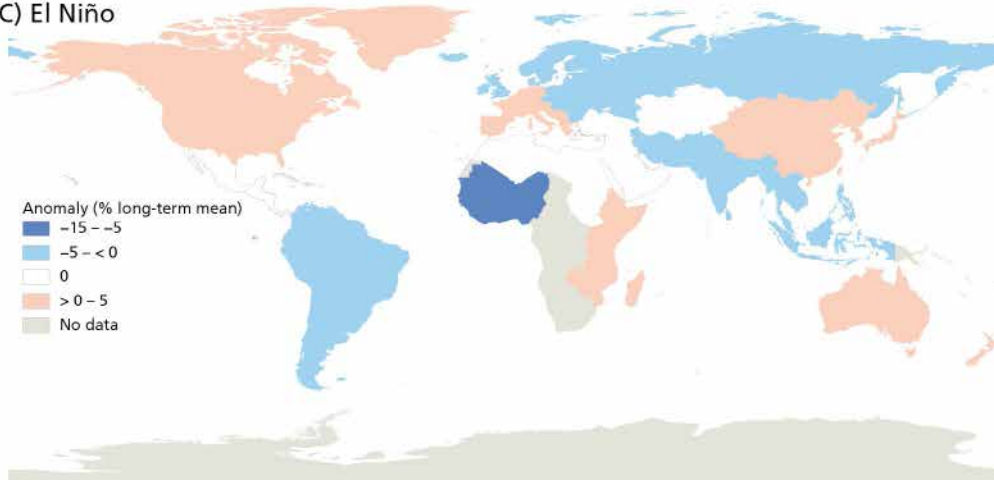 C) El Niño
Anomaly (% long-term mean)
−15 – −5
−5 – < 0
0
> 0 – 5
No data